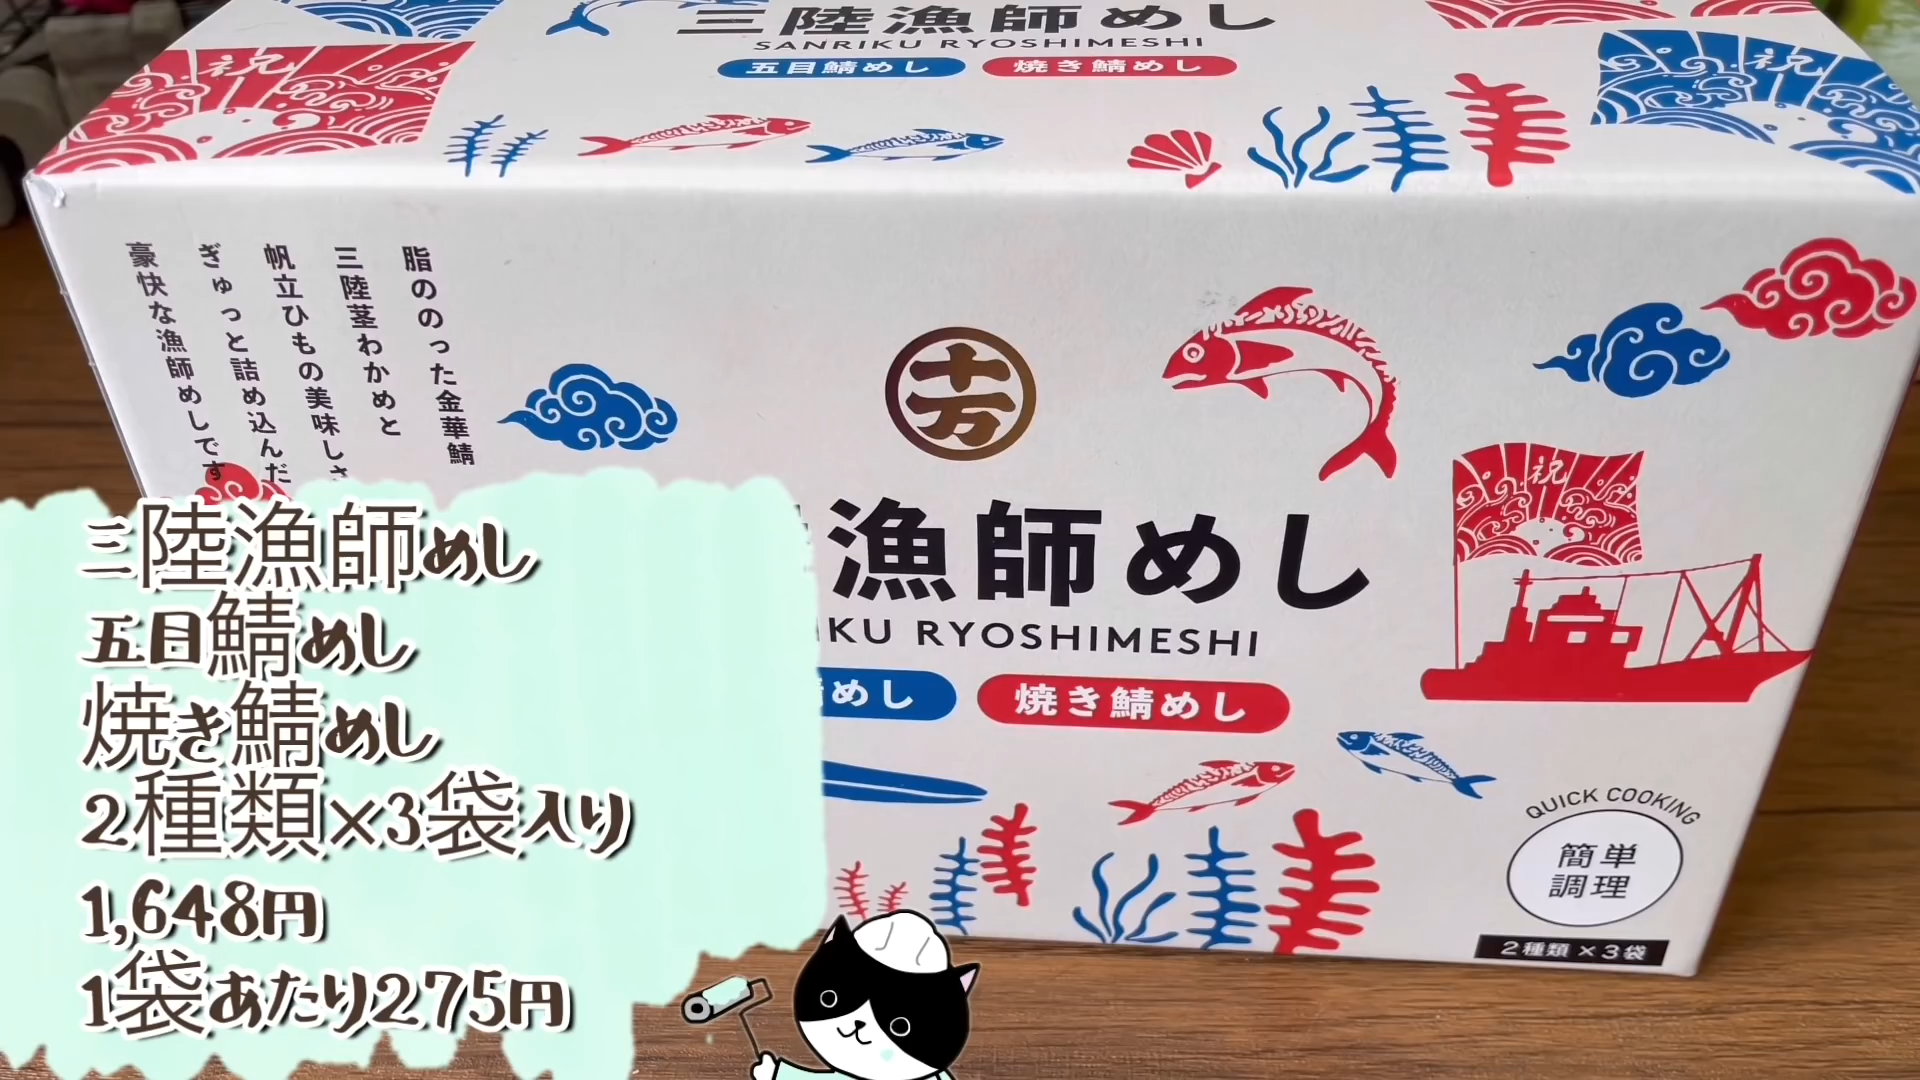 三陸漁師めし
SANRIKU RYOSHIMESHI
五目鯖めし
焼き鯖めし
祝
祝
脂ののった金華鯖
三陸茎わかめと
帆立ひもの美味しさ
ぎゅっと詰め込んだ
豪快な漁師めしです
十万
祝
漁師めし
KU RYOSHIMESHI
めし
焼き鯖めし
QUICK COOKING
簡単
調理
2種類×3袋
三陸漁師めし
五目鯖めし
焼き鯖めし
2種類×3袋入り
1,648円
1袋あたり275円